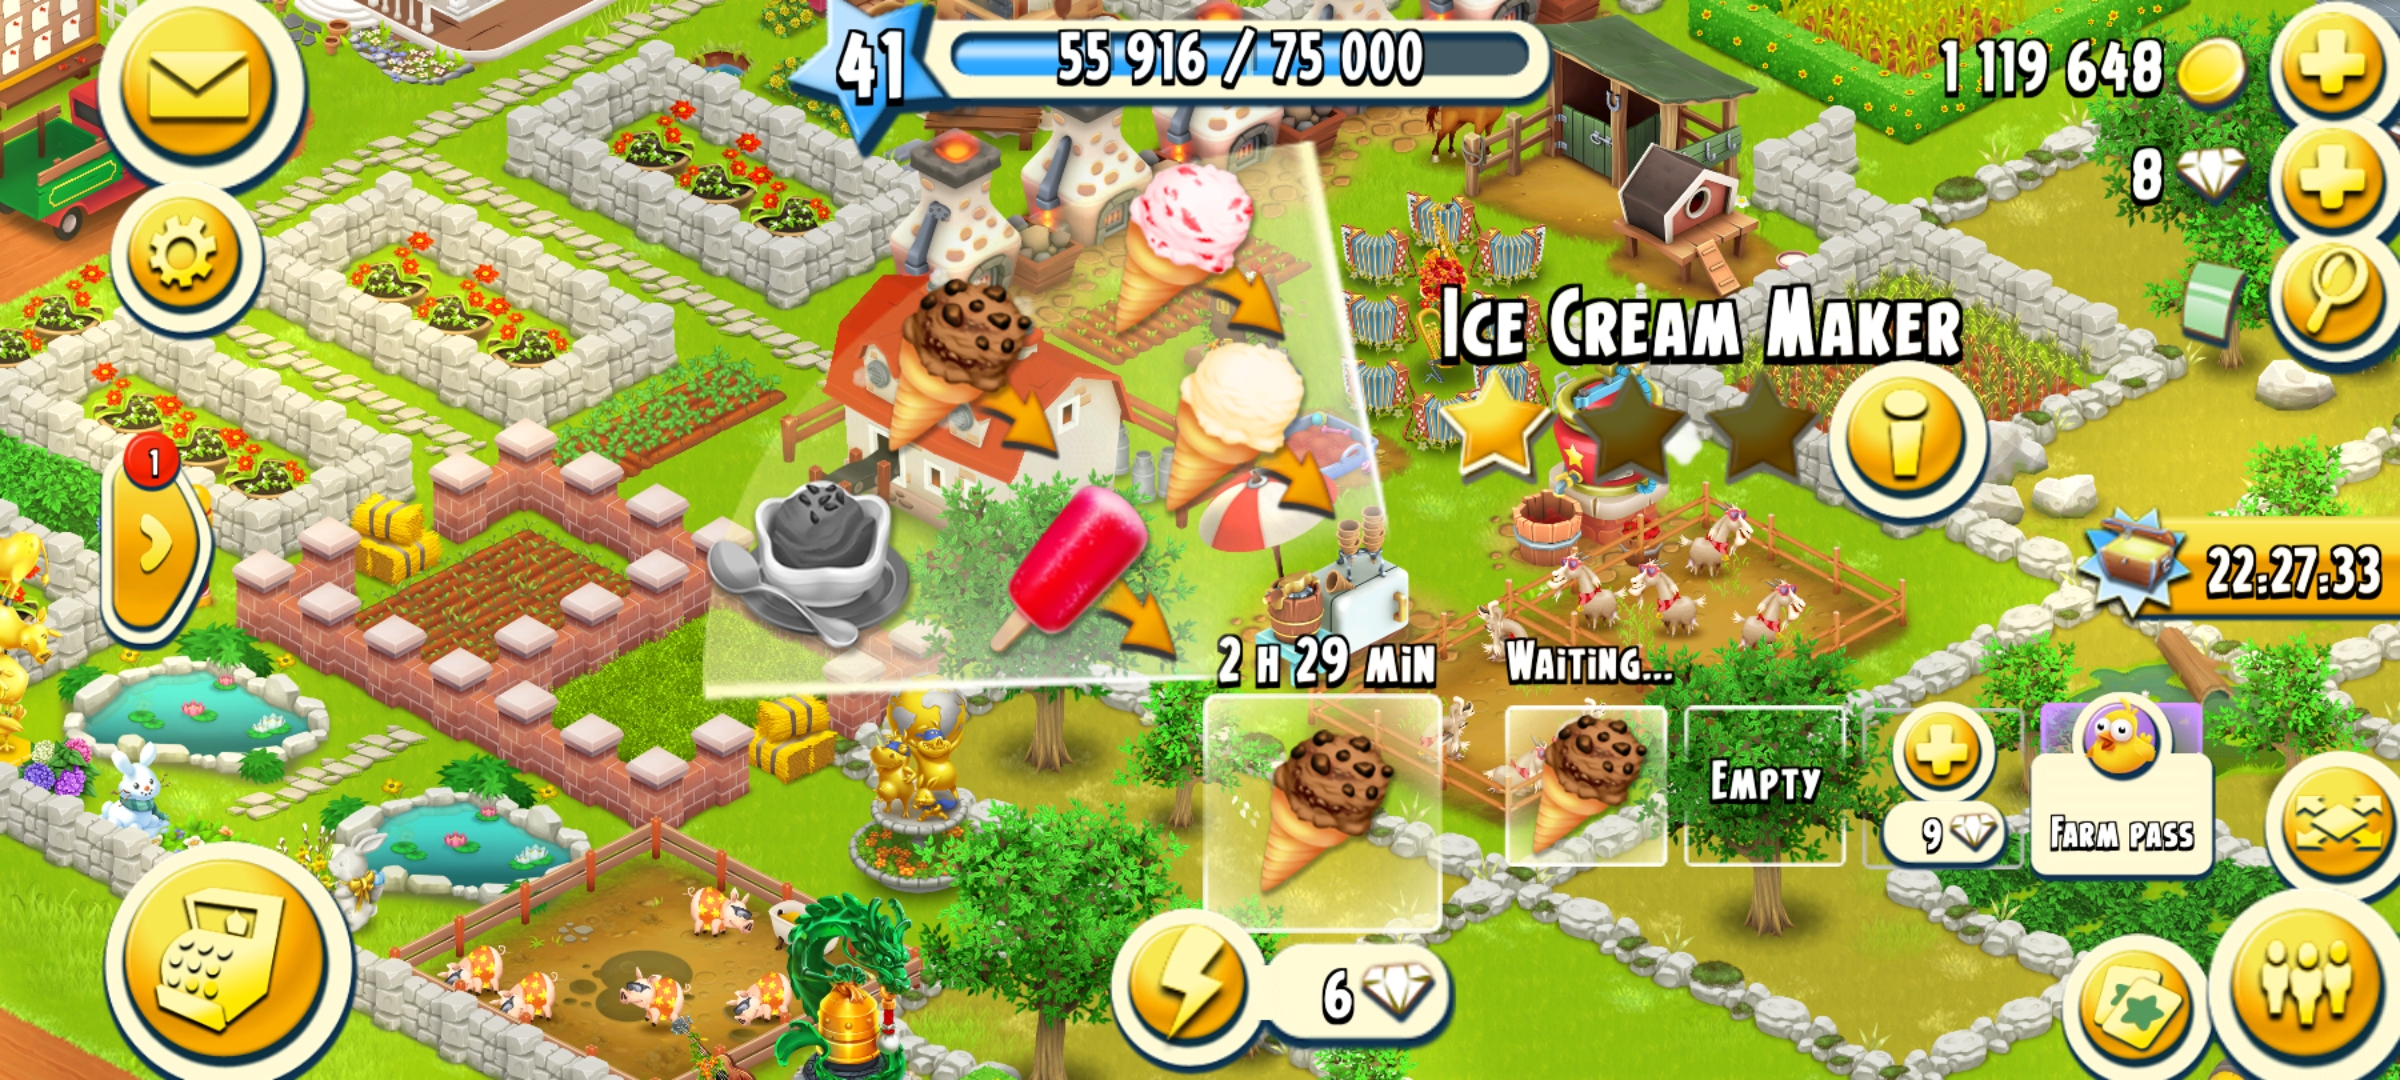 41
55 916 / 75 000
1 119 648
8
ICE CREAM MAKER
1
22:27:33
2 H 29 MIN
WAITING...
EMPTY
9
FARM PASS
6